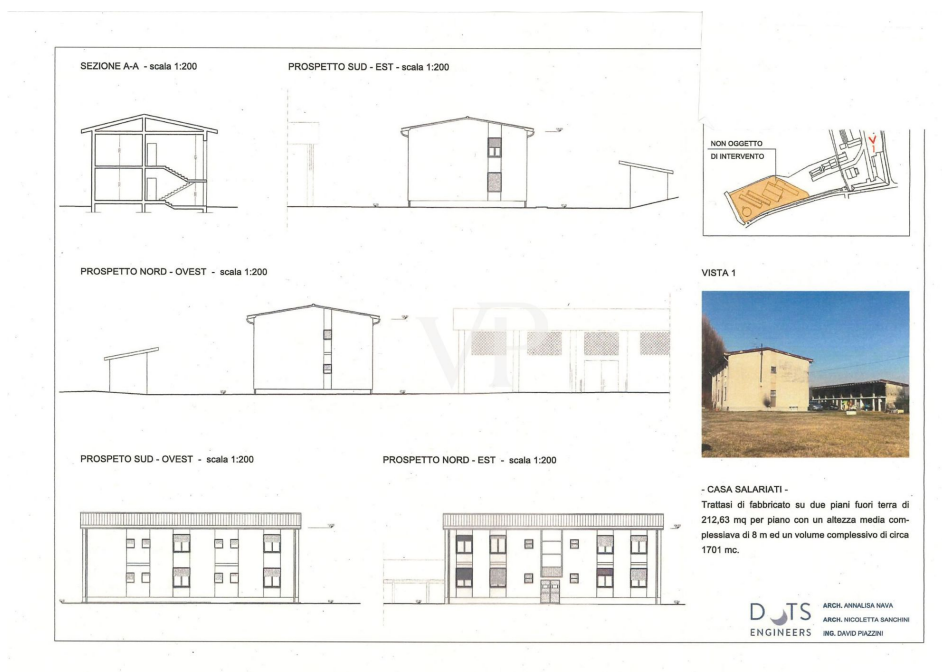 SEZIONE A-A - scala 1:200
PROSPETTO SUD - EST - scala 1:200
NON OGGETTO
DI INTERVENTO
V
1
PROSPETTO NORD - OVEST - scala 1:200
VISTA 1
VP
PROSPETO SUD - OVEST - scala 1:200
PROSPETTO NORD - EST - scala 1:200
- CASA SALARIATI -
Trattasi di fabbricato su due piani fuori terra di
212,63 mq per piano con un altezza media com-
plessiava di 8 m ed un volume complessivo di circa
1701 mc.
DOTS
ENGINEERS
ARCH. ANNALISA NAVA
ARCH. NICOLETTA SANCHINI
ING. DAVID PIAZZINI